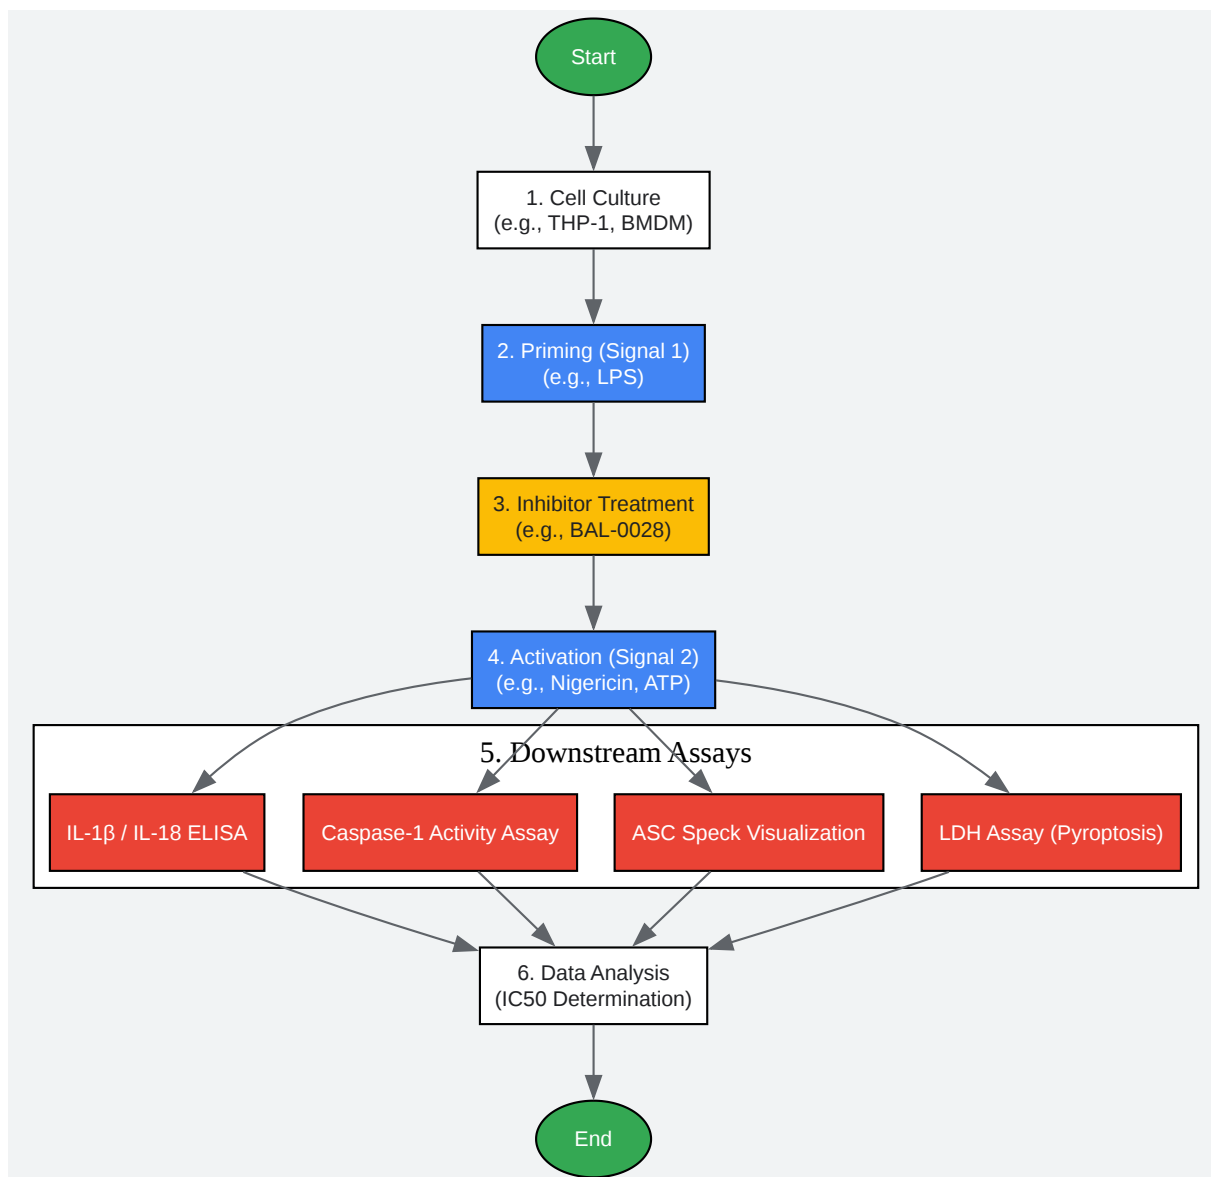 Start
1. Cell Culture
(e.g., THP-1, BMDM)
2. Priming (Signal 1)
(e.g., LPS)
3. Inhibitor Treatment
(e.g., BAL-0028)
4. Activation (Signal 2)
(e.g., Nigericin, ATP)
5. Downstream Assays
IL-1β / IL-18 ELISA
Caspase-1 Activity Assay
ASC Speck Visualization
LDH Assay (Pyroptosis)
6. Data Analysis
(IC50 Determination)
End